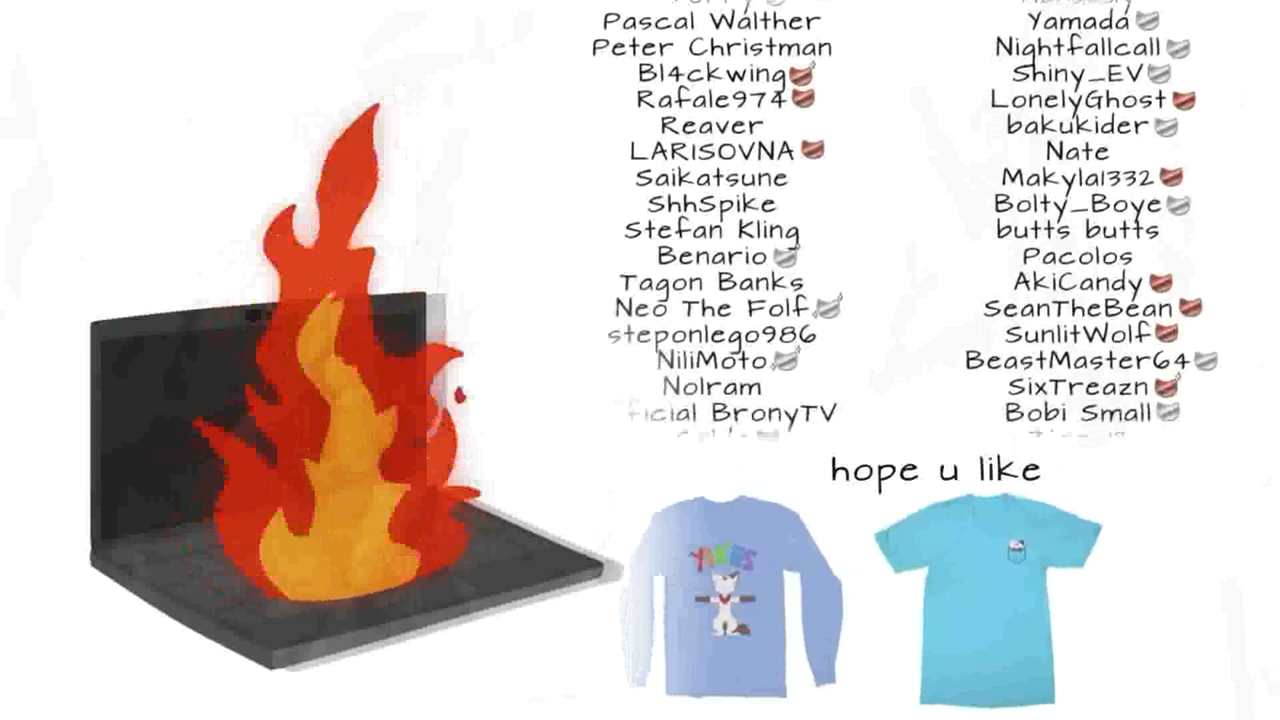 Pascal Walther
Peter Christman
Bl4ckwing
Rafale974
Reaver
LARISOVNA
Saikatsune
ShhSpike
Stefan Kling
Benario
Tagon Banks
Neo The Folf
steponlego986
NiliMoto
Nolram
ficial BronyTV
Yamada
Nightfallcall
Shiny_EV
LonelyGhost
bakukider
Nate
Makyla1332
Bolty_Boye
butts butts
Pacolos
AkiCandy
SeanTheBean
SunlitWolf
BeastMaster64
SixTreazn
Bobi Small
hope u like
YIKES